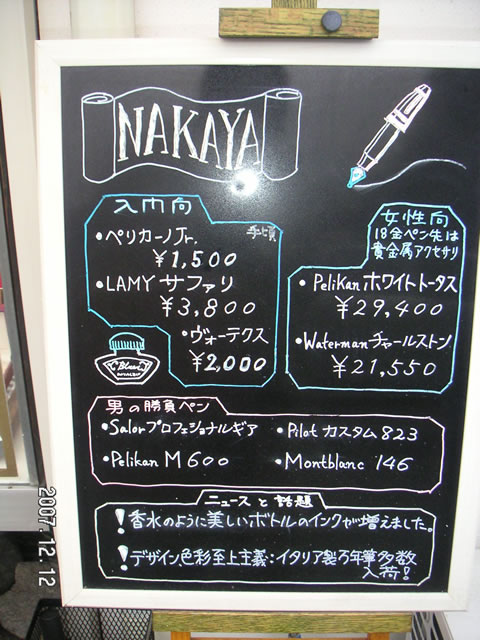 NAKAYA
入門向
手頃
・ペリカーノJr.
¥1,500
・LAMY サファリ
¥3,800
・ヴォーテクス
¥2,000
女性向
18金ペン先は
貴金属アクセサリ
・Pelikan ホワイトトータス
¥29,400
・Waterman チャールストン
¥21,550
男の勝負ペン
・Sailor プロフェショナルギア
・Pilot カスタム823
・Pelikan M600
・Montblanc 146
ニュースと話題
!香水のように美しいボトルのインクが増えました。
!デザイン色彩至上主義:イタリア製万年筆多数
入荷?
2007.12.12